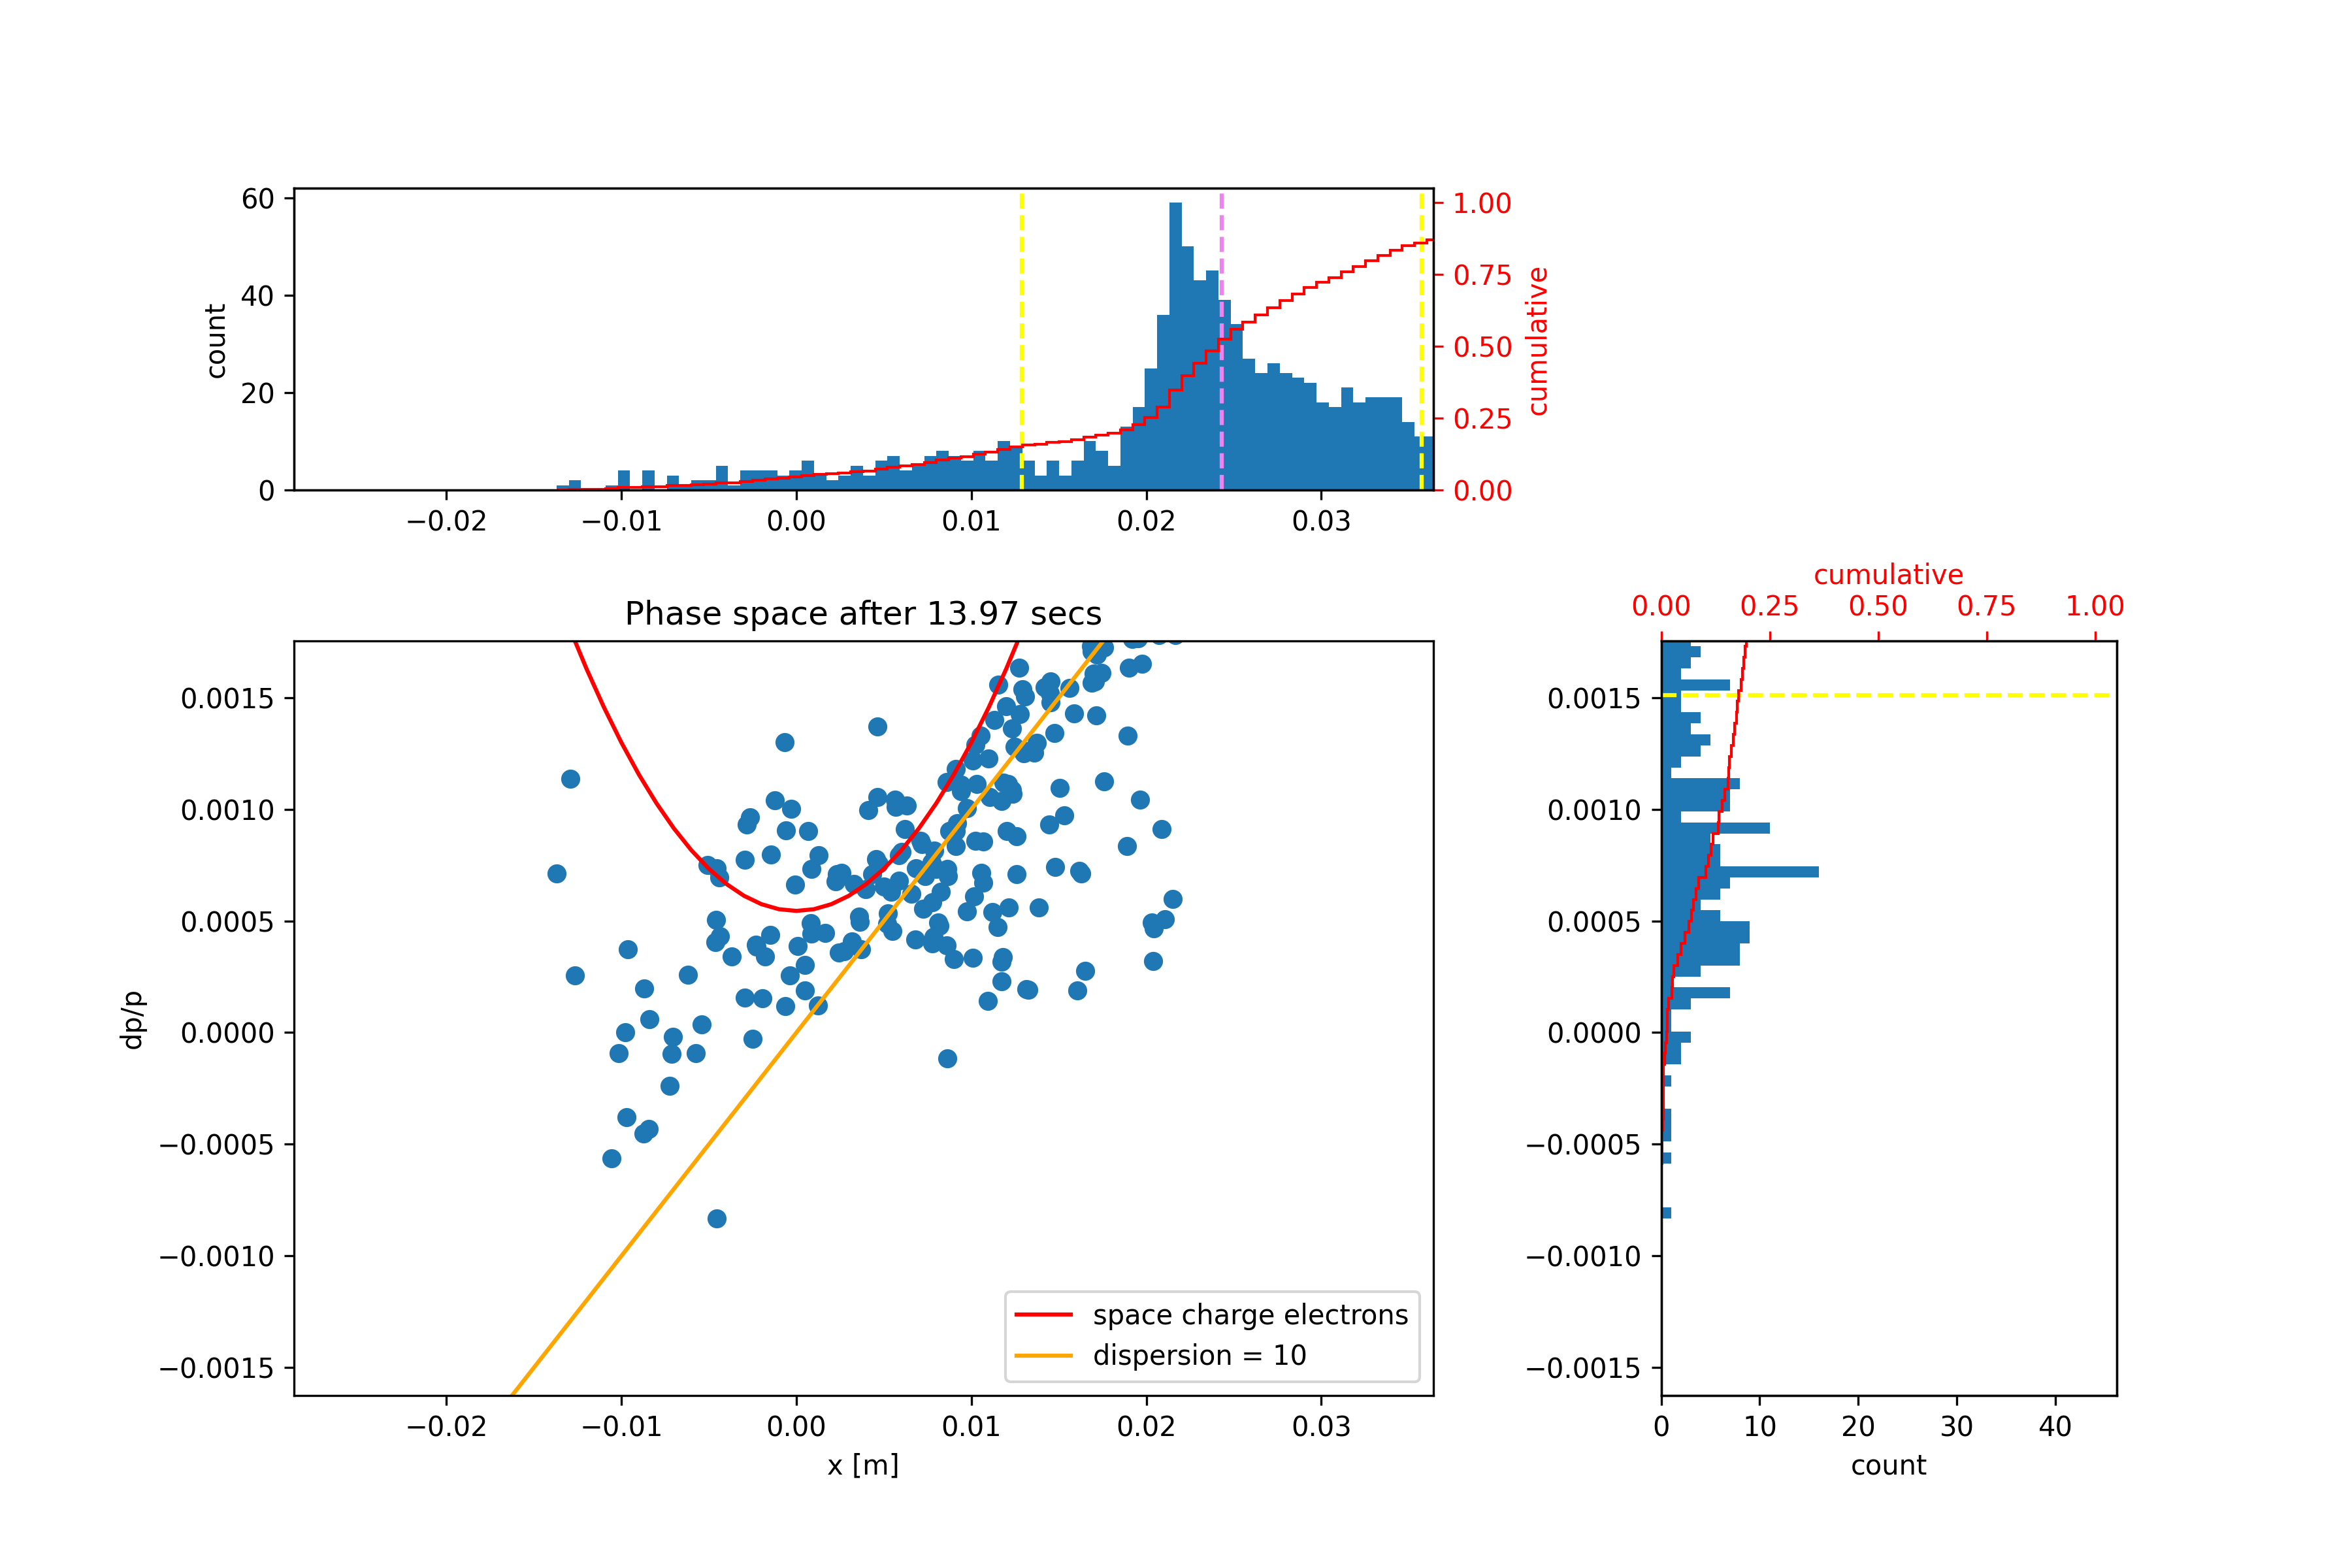 60
40
20
0
count
1.00
0.75
0.50
0.25
0.00
cumulative
−0.02 −0.01 0.00 0.01 0.02 0.03
Phase space after 13.97 secs
0.0015
0.0010
0.0005
0.0000
−0.0005
−0.0010
−0.0015
dp/p
space charge electrons
dispersion = 10
−0.02 −0.01 0.00 0.01 0.02 0.03
x [m]
cumulative
0.00 0.25 0.50 0.75 1.00
0.0015
0.0010
0.0005
0.0000
−0.0005
−0.0010
−0.0015
0 10 20 30 40
count